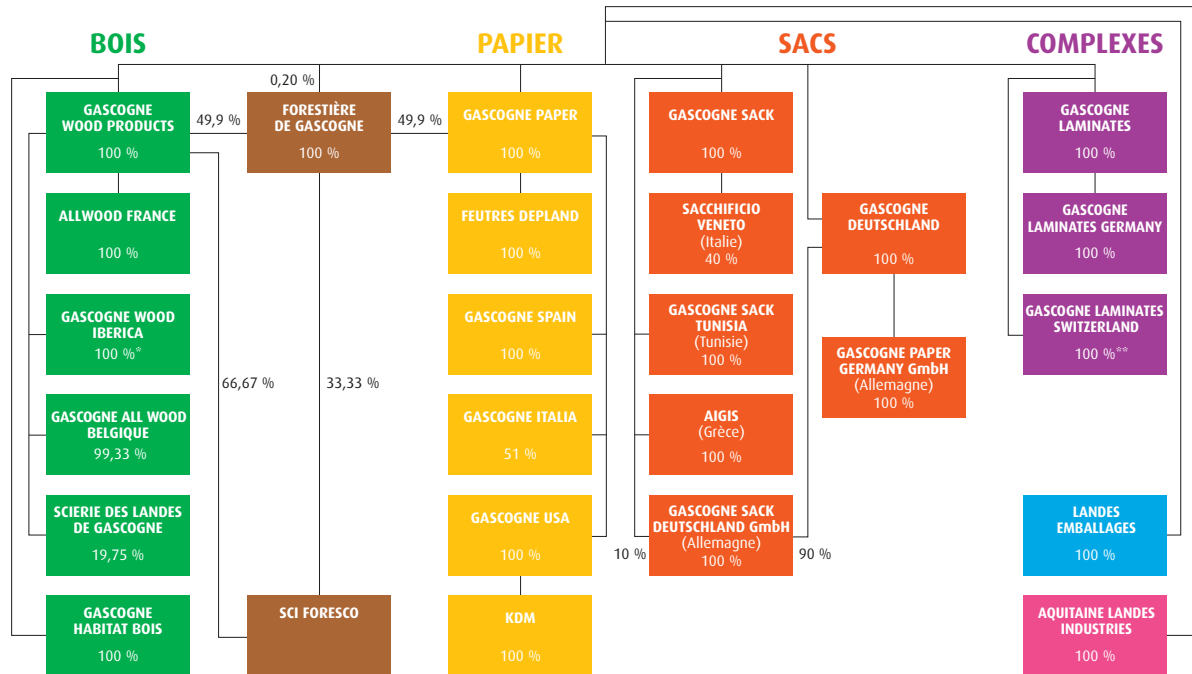 BOIS
PAPIER
SACS
COMPLEXES
0,20 %
GASCOGNE
WOOD PRODUCTS
100 %
49,9 %
FORESTIÈRE
DE GASCOGNE
100 %
49,9 %
GASCOGNE PAPER
100 %
GASCOGNE SACK
100 %
GASCOGNE
LAMINATES
100 %
ALLWOOD FRANCE
100 %
FEUTRES DEPLAND
100 %
SACCHIFICIO
VENETO
(Italie)
40 %
GASCOGNE
DEUTSCHLAND
100 %
GASCOGNE
LAMINATES GERMANY
100 %
GASCOGNE WOOD
IBERICA
100 %*
GASCOGNE SPAIN
100 %
GASCOGNE SACK
TUNISIA
(Tunisie)
100 %
GASCOGNE PAPER
GERMANY GmbH
(Allemagne)
100 %
GASCOGNE LAMINATES
SWITZERLAND
100 %**
66,67 %
33,33 %
GASCOGNE ALL WOOD
BELGIQUE
99,33 %
GASCOGNE ITALIA
51 %
AIGIS
(Grèce)
100 %
SCIERIE DES LANDES
DE GASCOGNE
19,75 %
GASCOGNE USA
100 %
10 %
GASCOGNE SACK
DEUTSCHLAND GmbH
(Allemagne)
100 %
90 %
LANDES
EMBALLAGES
100 %
GASCOGNE
HABITAT BOIS
100 %
SCI FORESCO
KDM
100 %
AQUITAINE LANDES
INDUSTRIES
100 %